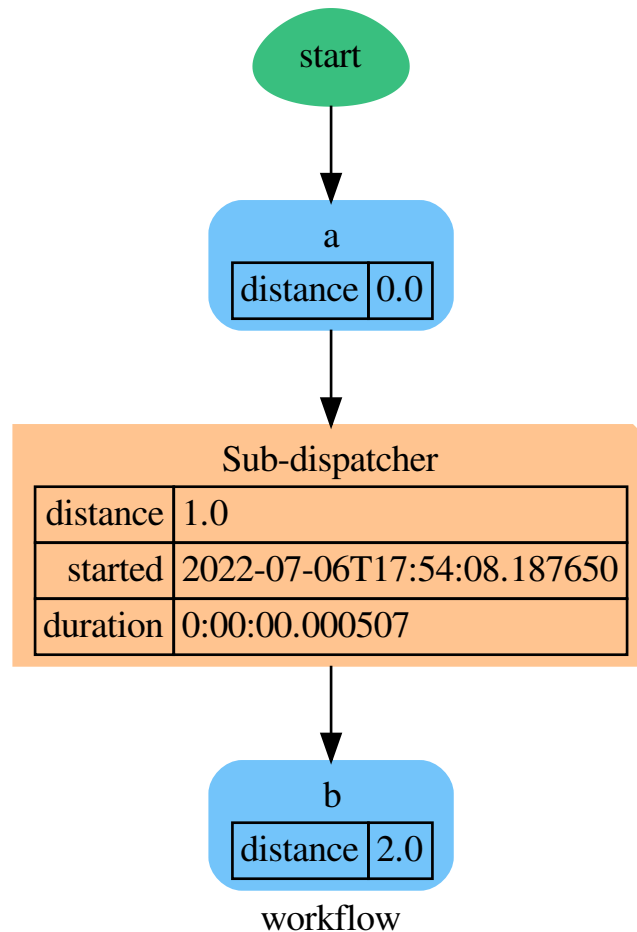 start
a
distance 0.0
Sub-dispatcher
distance 1.0
started 2022-07-06T17:54:08.187650
duration 0:00:00.000507
b
distance 2.0
workflow